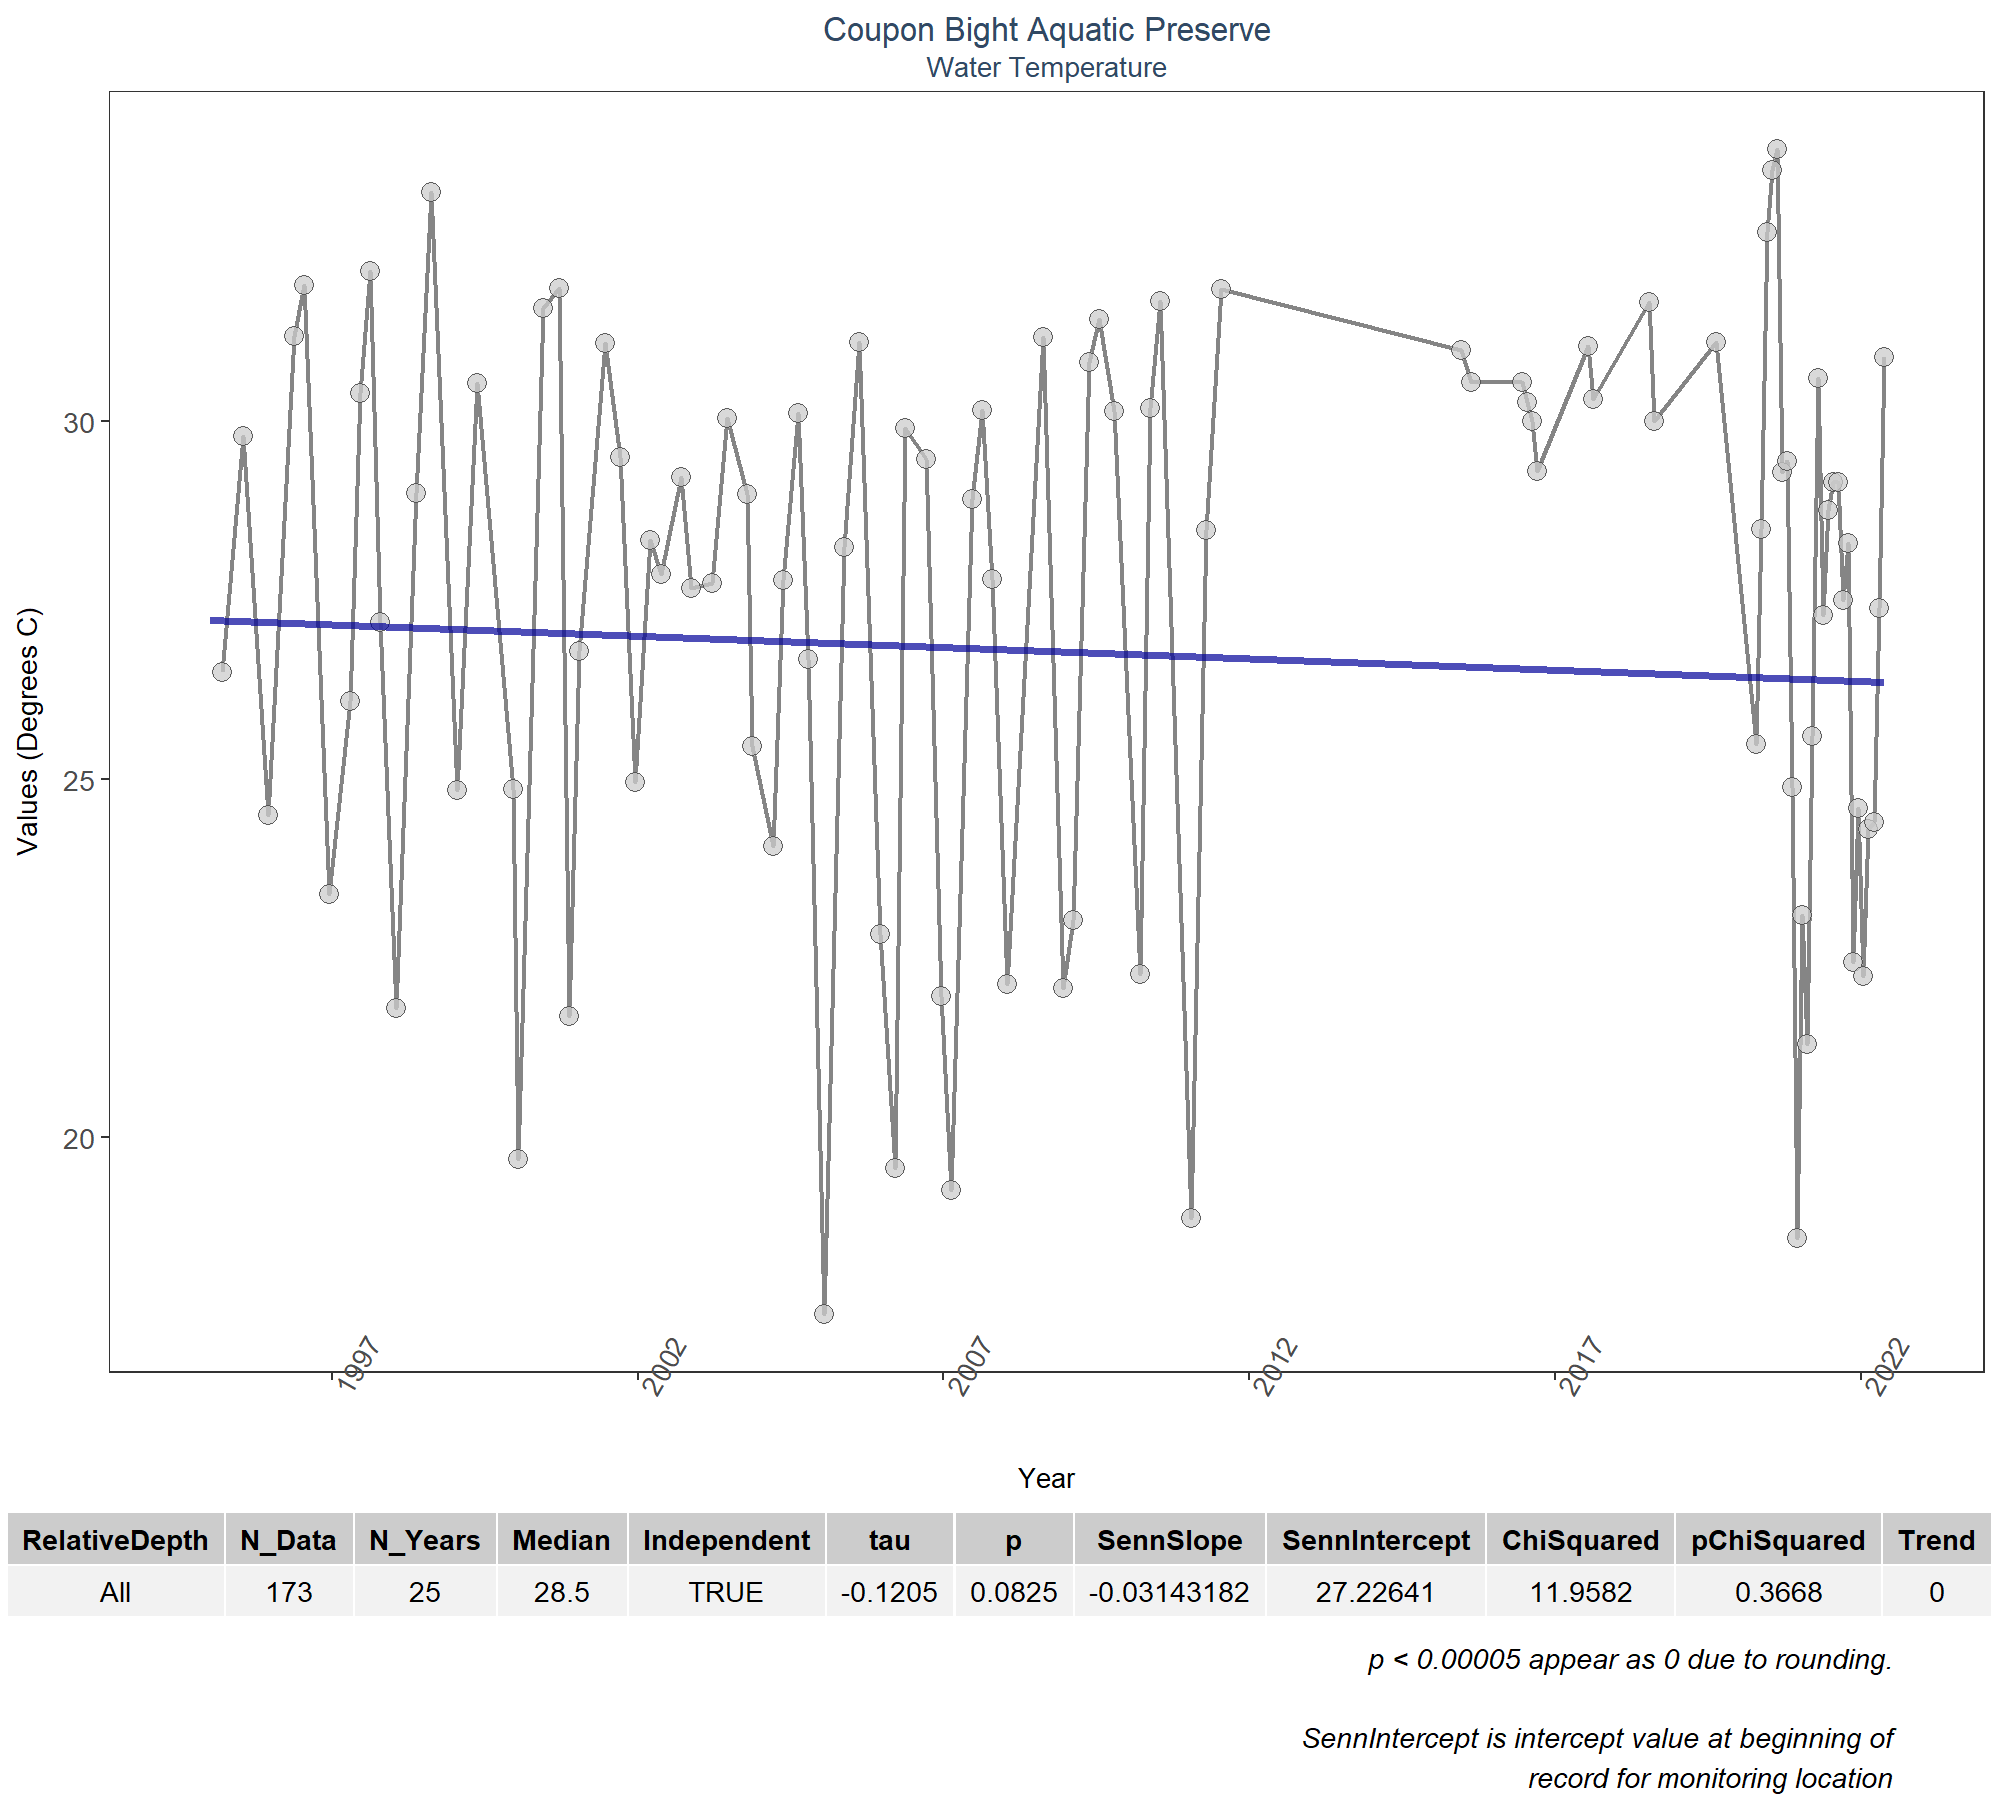 Coupon Bight Aquatic Preserve
Water Temperature
Values (Degrees C)
30
25
20
1997
2002
2007
2012
2017
2022
Year
RelativeDepth N_Data N_Years Median Independent tau p SennSlope SennIntercept ChiSquared pChiSquared Trend
All 173 25 28.5 TRUE -0.1205 0.0825 -0.03143182 27.22641 11.9582 0.3668 0
p < 0.00005 appear as 0 due to rounding.
SennIntercept is intercept value at beginning of
record for monitoring location